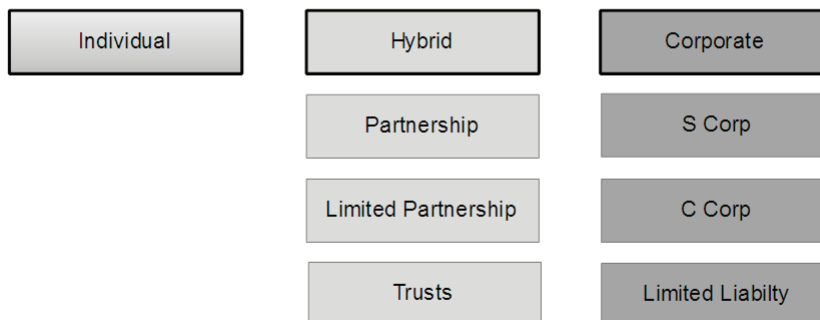 Individual
Hybrid
Corporate
Partnership
S Corp
Limited Partnership
C Corp
Trusts
Limited Liabilty